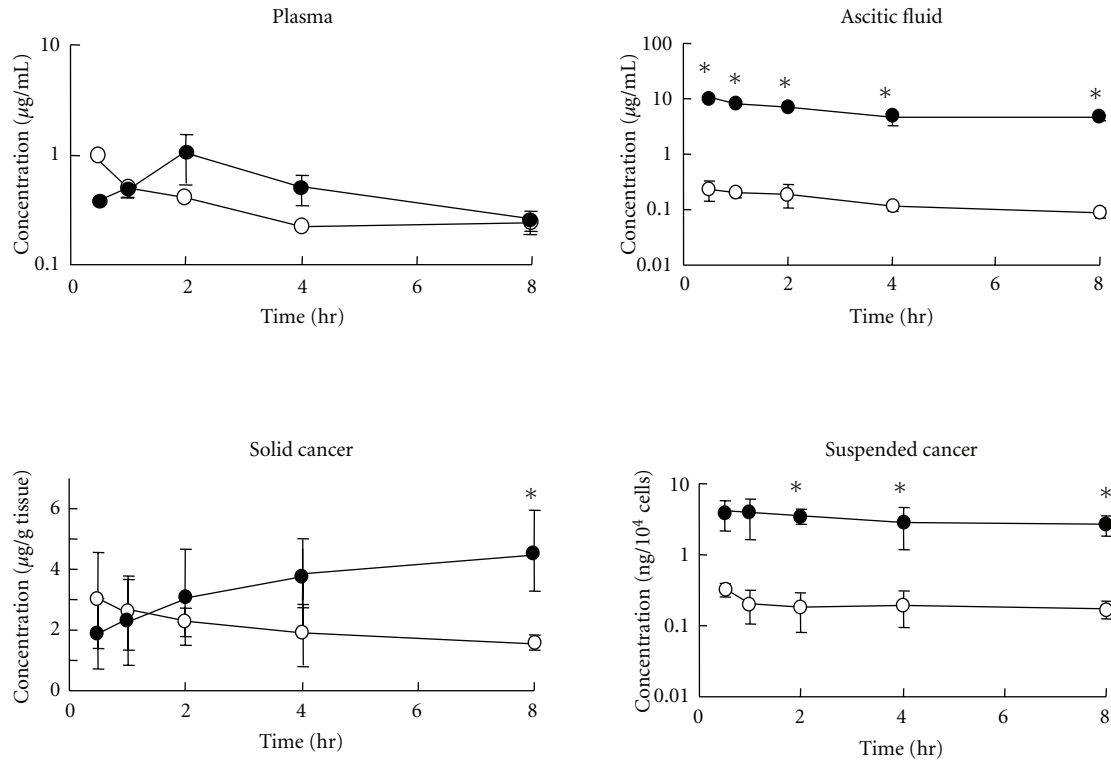 Plasma
Concentration (μg/mL)
10
1
0.1
0 2 4 6 8
Time (hr)
Ascitic fluid
Concentration (μg/mL)
100
10
1
0.1
0.01
0 2 4 6 8
Time (hr)
* * * * *
Solid cancer
Concentration (μg/g tissue)
6
4
2
0
0 2 4 6 8
Time (hr)
*
Suspended cancer
Concentration (ng/10⁴ cells)
10
1
0.1
0.01
0 2 4 6 8
Time (hr)
* * *